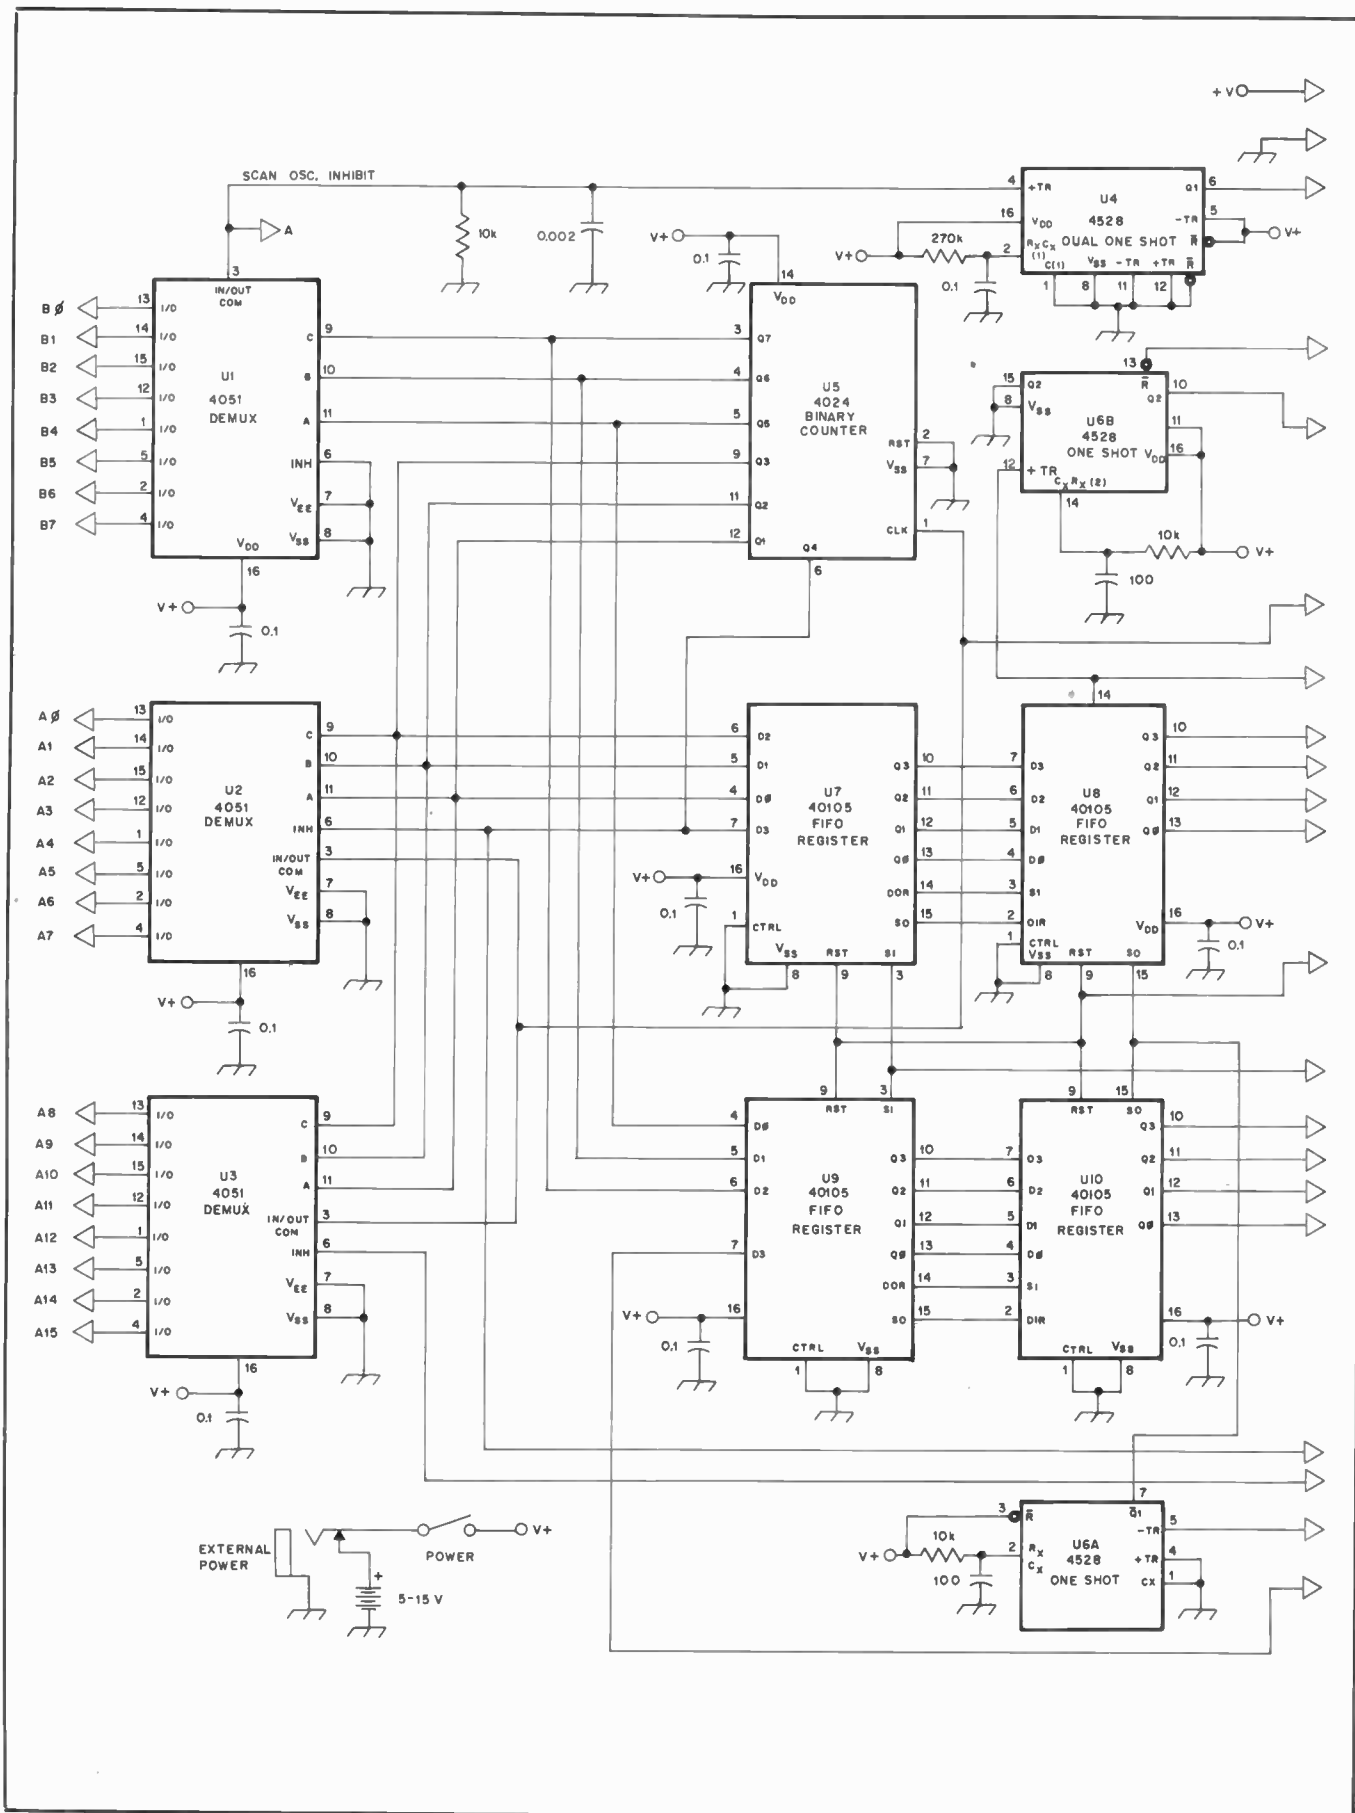 +V
SCAN OSC. INHIBIT
A
10k
0.002
V+
0.1
14
VDD
4 +TR
U4
4528
DUAL ONE SHOT
Q1 6
16 VDD
-TR 5
R̅
V+
V+
270k
2 RXCX (1)
0.1
C(1) VSS -TR +TR R̅
1 8 11 12
3
IN/OUT COM
BØ 13 I/O
B1 14 I/O
B2 15 I/O
B3 12 I/O
B4 1 I/O
B5 5 I/O
B6 2 I/O
B7 4 I/O
U1
4051
DEMUX
C 9
B 10
A 11
INH 6
VEE 7
VSS 8
VDD
16
V+
0.1
3 Q7
4 Q6
5 Q5
9 Q3
11 Q2
12 Q1
U5
4024
BINARY
COUNTER
RST 2
VSS 7
CLK 1
Q4
6
13
R̅
15 Q2
8 VSS
Q2 10
U6B
4528
ONE SHOT
11
VDD 16
12 +TR
CXRX(2)
14
10k
V+
100
AØ 13 I/O
A1 14 I/O
A2 15 I/O
A3 12 I/O
A4 1 I/O
A5 5 I/O
A6 2 I/O
A7 4 I/O
U2
4051
DEMUX
C 9
B 10
A 11
INH 6
IN/OUT COM 3
VEE 7
VSS 8
16
V+
0.1
6 D2
5 D1
4 DØ
7 D3
U7
40105
FIFO
REGISTER
Q3 10
Q2 11
Q1 12
QØ 13
DOR 14
SO 15
V+
16 VDD
0.1
1 CTRL
VSS RST SI
8 9 3
14
7 D3
6 D2
5 D1
4 DØ
3 SI
2 DIR
U8
40105
FIFO
REGISTER
Q3 10
Q2 11
Q1 12
QØ 13
VDD 16
V+
0.1
1 CTRL
VSS RST SO
8 9 15
A8 13 I/O
A9 14 I/O
A10 15 I/O
A11 12 I/O
A12 1 I/O
A13 5 I/O
A14 2 I/O
A15 4 I/O
U3
4051
DEMUX
C 9
B 10
A 11
IN/OUT COM 3
INH 6
VEE 7
VSS 8
16
V+
0.1
9 3
RST SI
4 DØ
5 D1
6 D2
7 D3
U9
40105
FIFO
REGISTER
Q3 10
Q2 11
Q1 12
QØ 13
DOR 14
SO 15
V+
16
0.1
CTRL VSS
1 8
9 15
RST SO
7 D3
6 D2
5 D1
4 DØ
3 SI
2 DIR
U10
40105
FIFO
REGISTER
Q3 10
Q2 11
Q1 12
QØ 13
16
V+
0.1
CTRL VSS
1 8
EXTERNAL
POWER
+
5-15 V
POWER
V+
7
Q̅1
3 R̅
V+
10k
2 RX CX
100
U6A
4528
ONE SHOT
-TR 5
+TR 4
CX 1